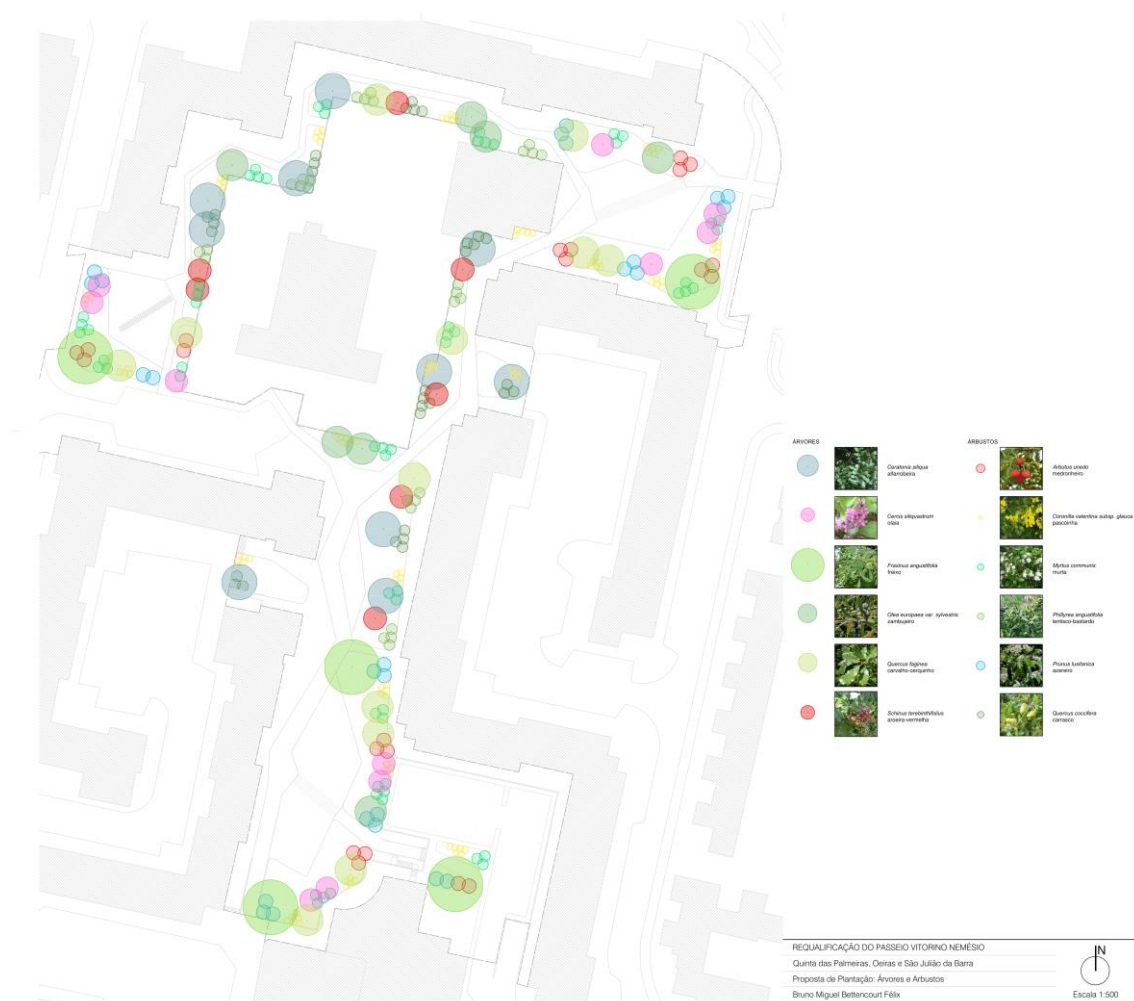 ÁRVORES
Ceratonia siliqua
alfarrobeira
Cercis siliquastrum
olaia
Fraxinus angustifolia
freixo
Olea europaea var. sylvestris
zambujeiro
Quercus faginea
carvalho-cerquinho
Schinus terebinthifolius
aroeira-vermelha
ÁRBUSTOS
Arbutus unedo
medronheiro
Coronilla valentina subsp. glauca
pascoinha
Myrtus communis
murta
Phillyrea angustifolia
lentisco-bastardo
Prunus lusitanica
azereiro
Quercus coccifera
carrasco
REQUALIFICAÇÃO DO PASSEIO VITORINO NEMÉSIO
Quinta das Palmeiras, Oeiras e São Julião da Barra
Proposta de Plantação: Árvores e Arbustos
Bruno Miguel Bettencourt Félix
N
Escala 1:500